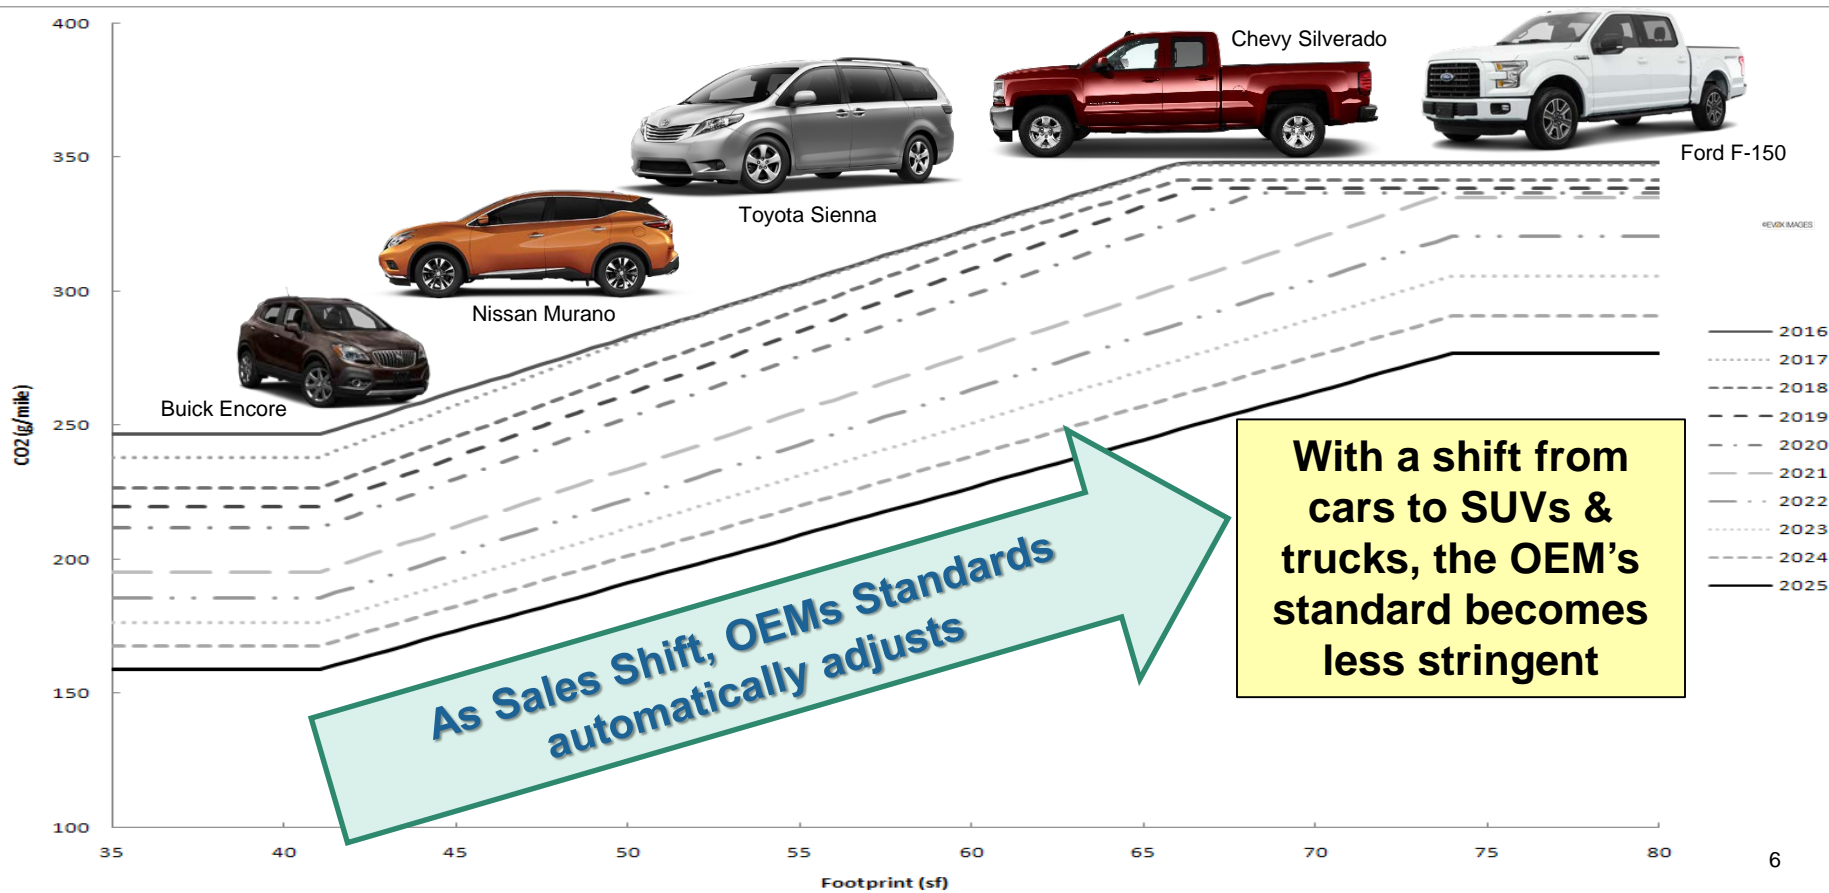 400
350
300
250
200
150
100
CO2 (g/mile)
35
40
45
50
55
60
65
70
75
80
Footprint (sf)
Buick Encore
Nissan Murano
Toyota Sienna
Chevy Silverado
Ford F-150
©EVOX IMAGES
2016
2017
2018
2019
2020
2021
2022
2023
2024
2025
As Sales Shift, OEMs Standards
automatically adjusts
With a shift from
cars to SUVs &
trucks, the OEM’s
standard becomes
less stringent
6